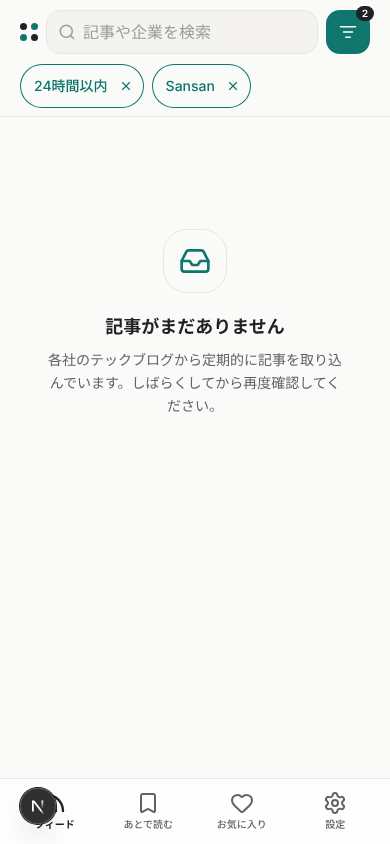 記事や企業を検索
2
24時間以内
Sansan
記事がまだありません
各社のテックブログから定期的に記事を取り込
んでいます。しばらくしてから再度確認してく
ださい。
N
フィード
あとで読む
お気に入り
設定